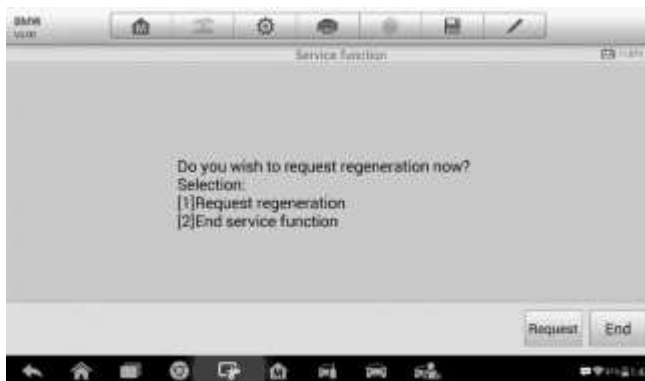 BMW
Service function
Do you wish to request regeneration now?
Selection:
[1]Request regeneration
[2]End service function
Request
End